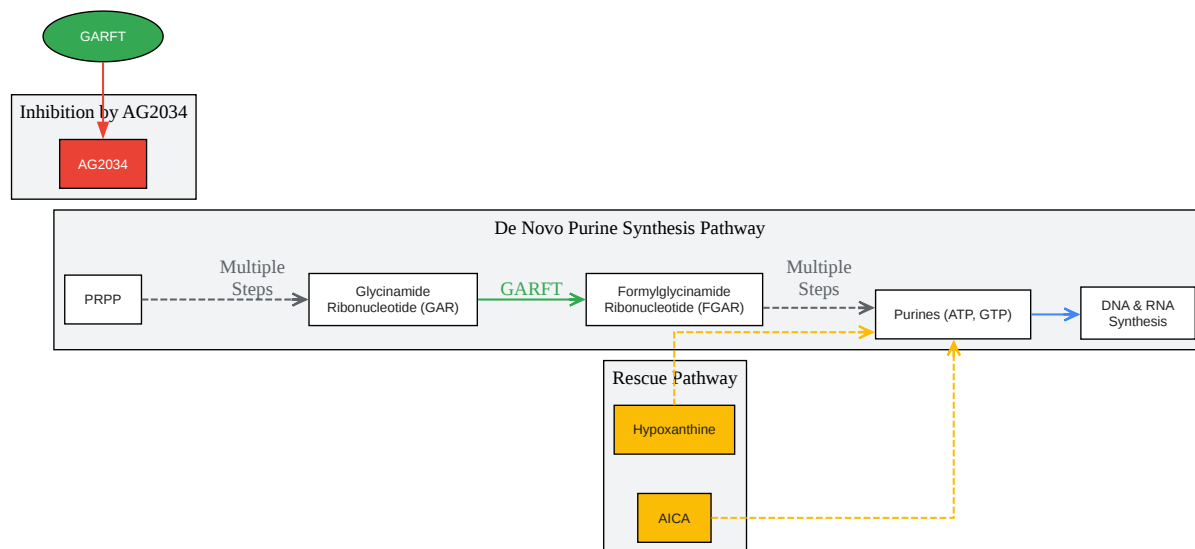 GARFT
Inhibition by AG2034
AG2034
De Novo Purine Synthesis Pathway
PRPP
Multiple
Steps
Glycinamide
Ribonucleotide (GAR)
GARFT
Formylglycinamide
Ribonucleotide (FGAR)
Multiple
Steps
Purines (ATP, GTP)
DNA & RNA
Synthesis
Rescue Pathway
Hypoxanthine
AICA